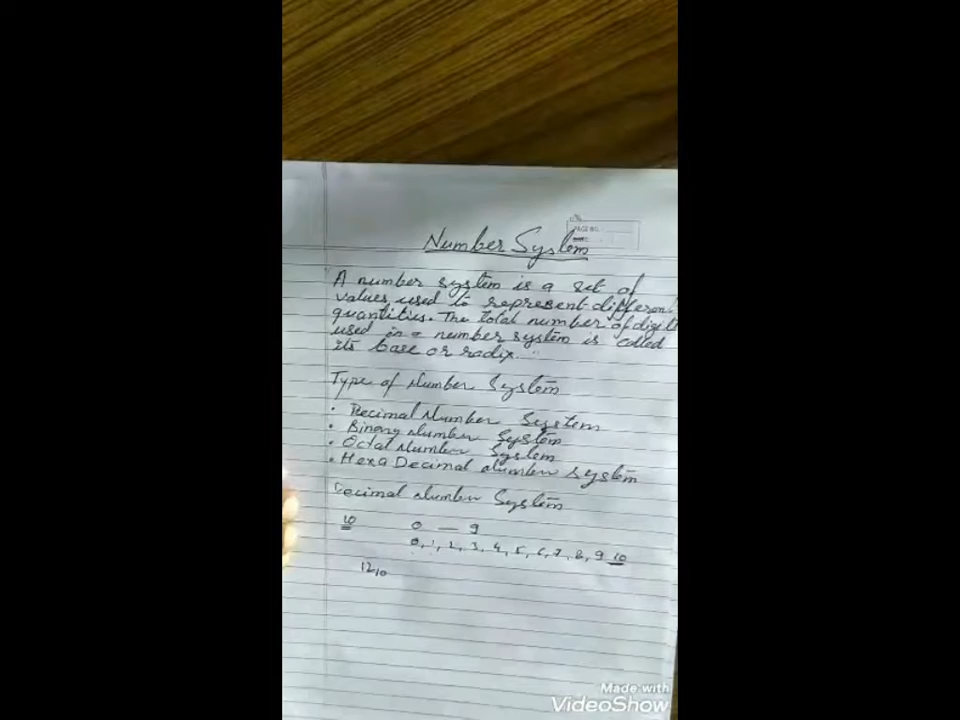 PAGE NO.
Number System
A number system is a set of
values used to represent different
quantities. The total number of digits
used in a number system is called
its base or radix.
Type of Number System
• Decimal Number System
• Binary Number System
• Octal Number System
• Hexa Decimal Number System
Decimal Number System
10 0 — 9
0, 1, 2, 3, 4, 5, 6, 7, 8, 9 10
12₁₀
Made with
VideoShow